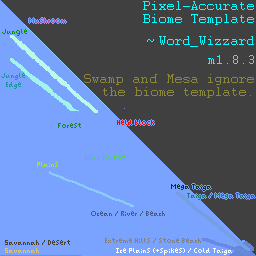 Pixel-Accurate
Biome Template
~ Word_Wizzard
m1.8.3
Swamp and Mesa ignore
the biome template.
Mushroom
Jungle
Jungle
Edge
Forest
Plains
Mega Taiga
Taiga / Mega Taiga
Ocean / River / Beach
Savannah / Desert
Savanna
Extreme Hills / Stone Beach
Ice Plains (+Spikes) / Cold Taiga